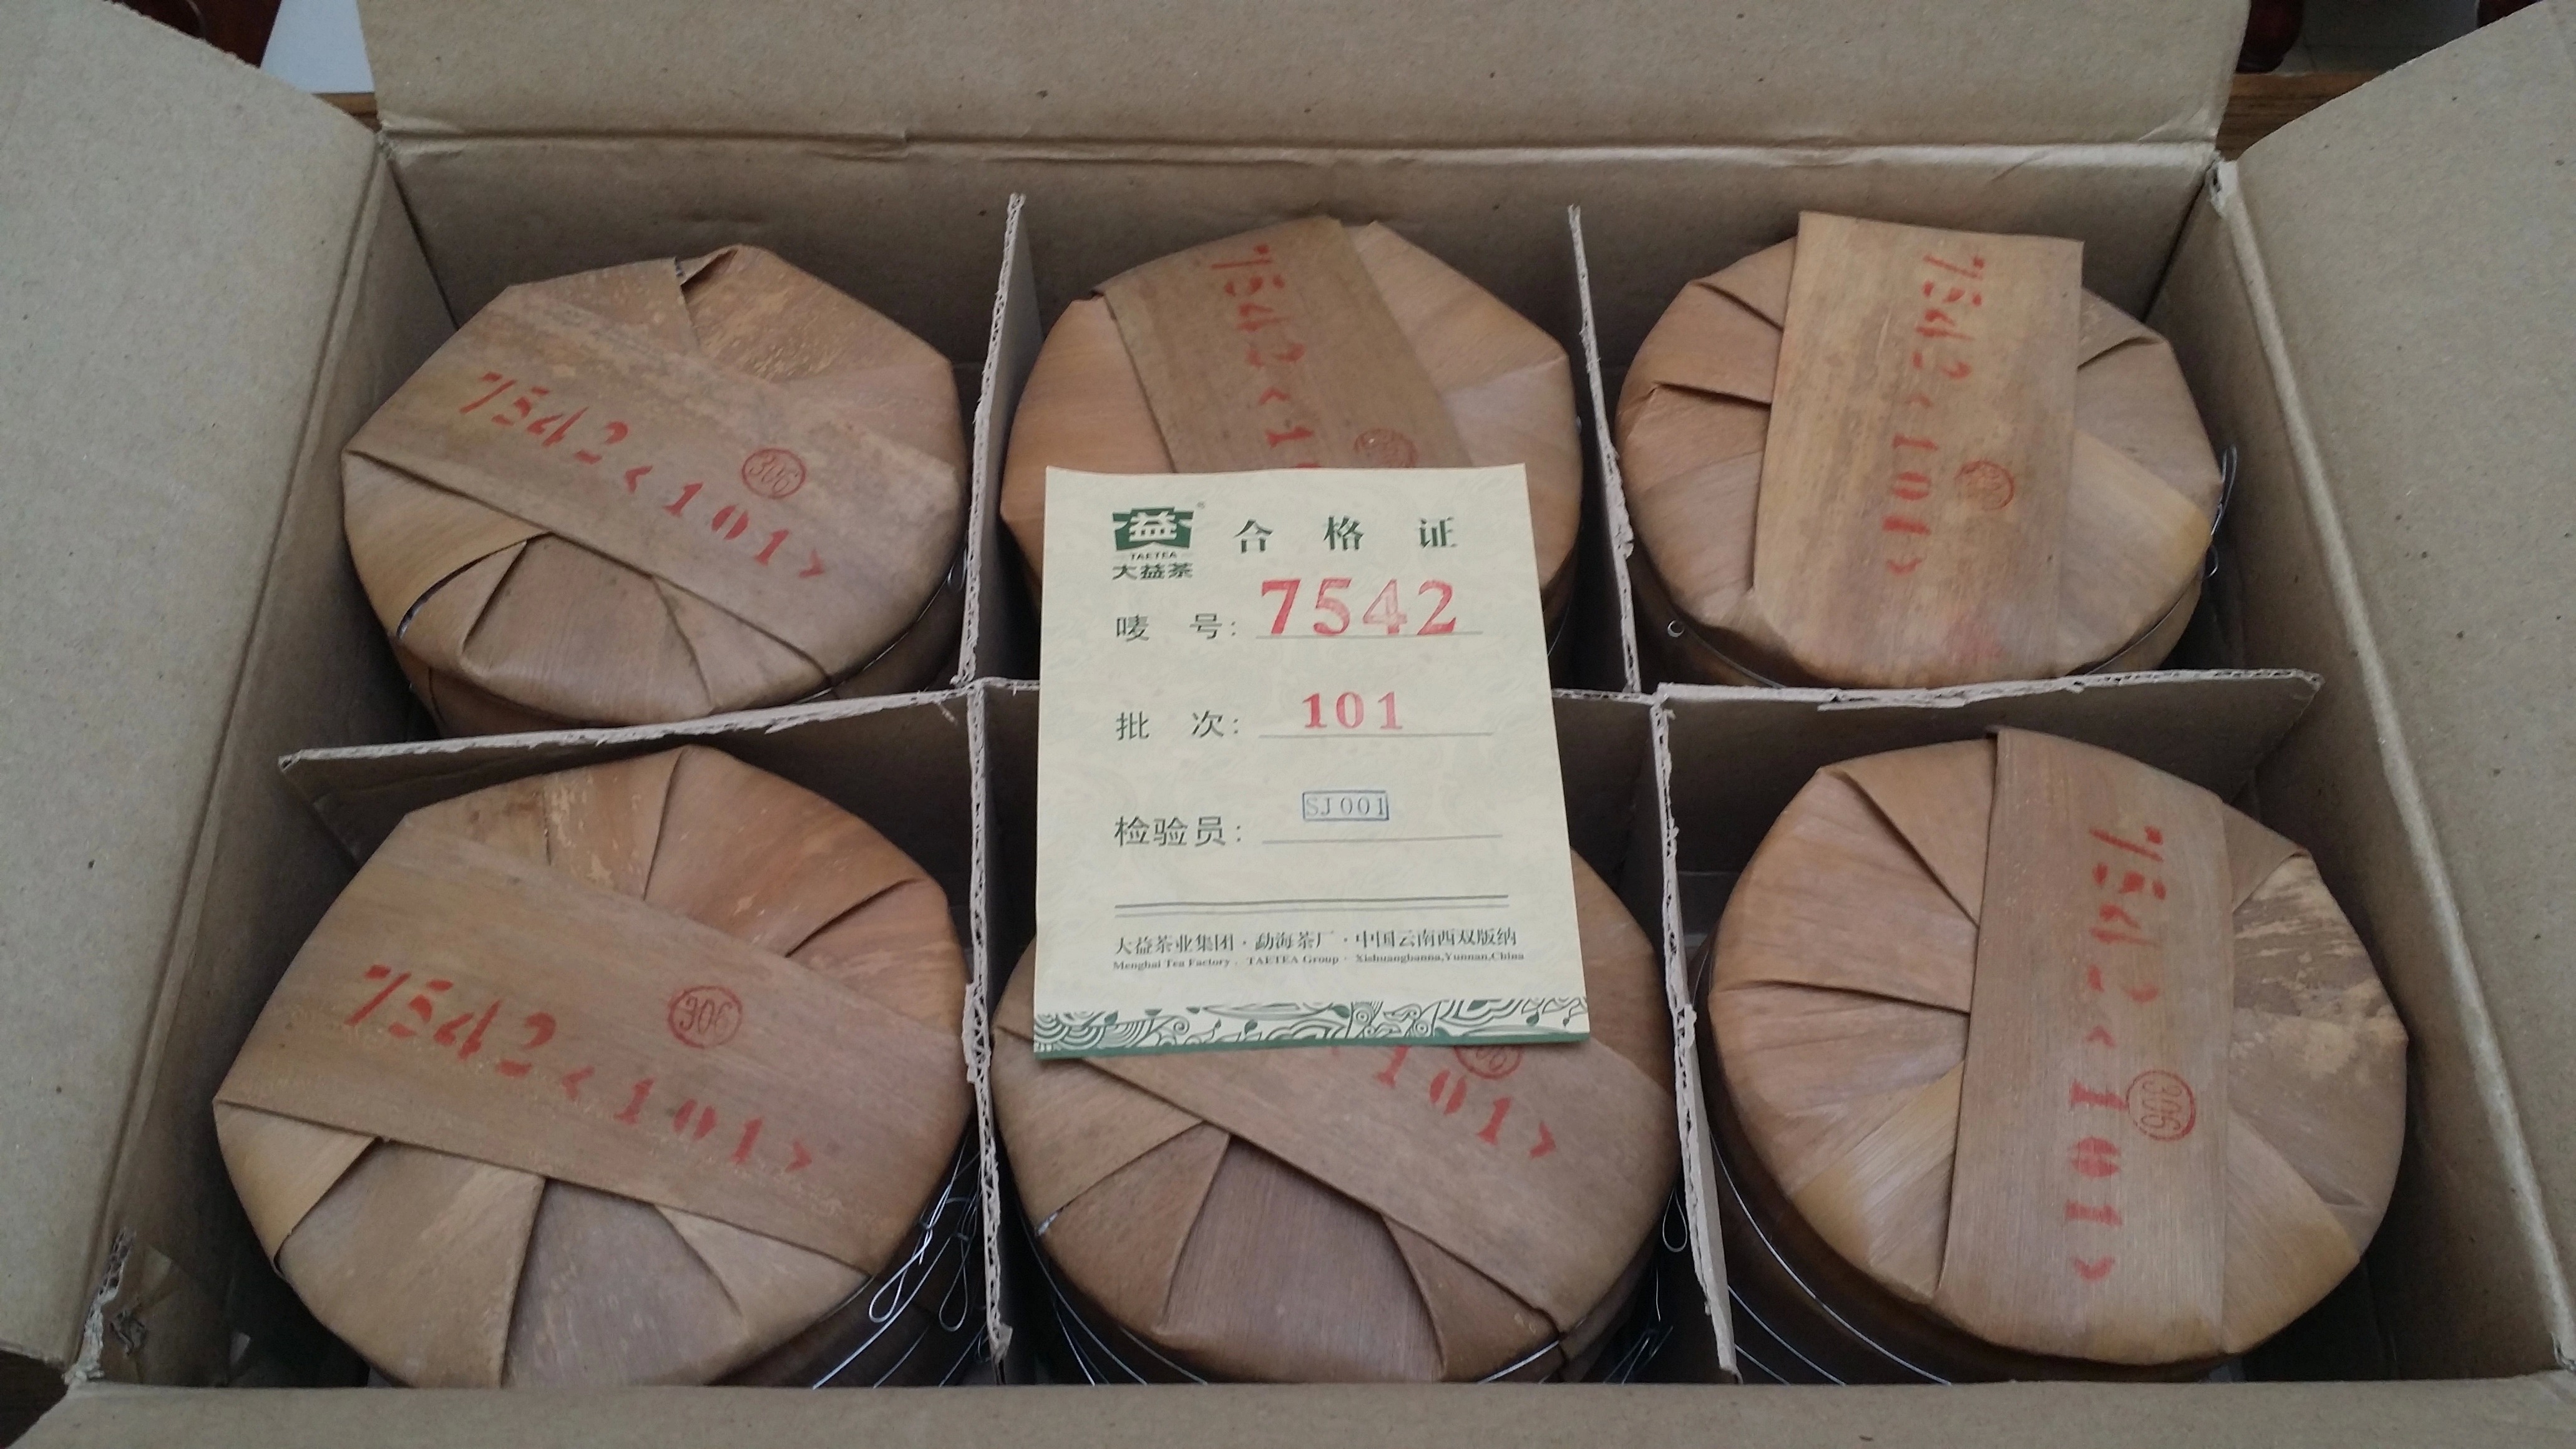 7542<101>
306
7542<1
7542<101>
306
益
TAETEA
大益茶
合格证
唛号: 7542
批次: 101
检验员: SJ001
大益茶业集团·勐海茶厂·中国云南西双版纳
Menghai Tea Factory · TAETEA Group · Xishuangbanna,Yunnan,China
7542<101>
306
101>
06
7542<101>
306